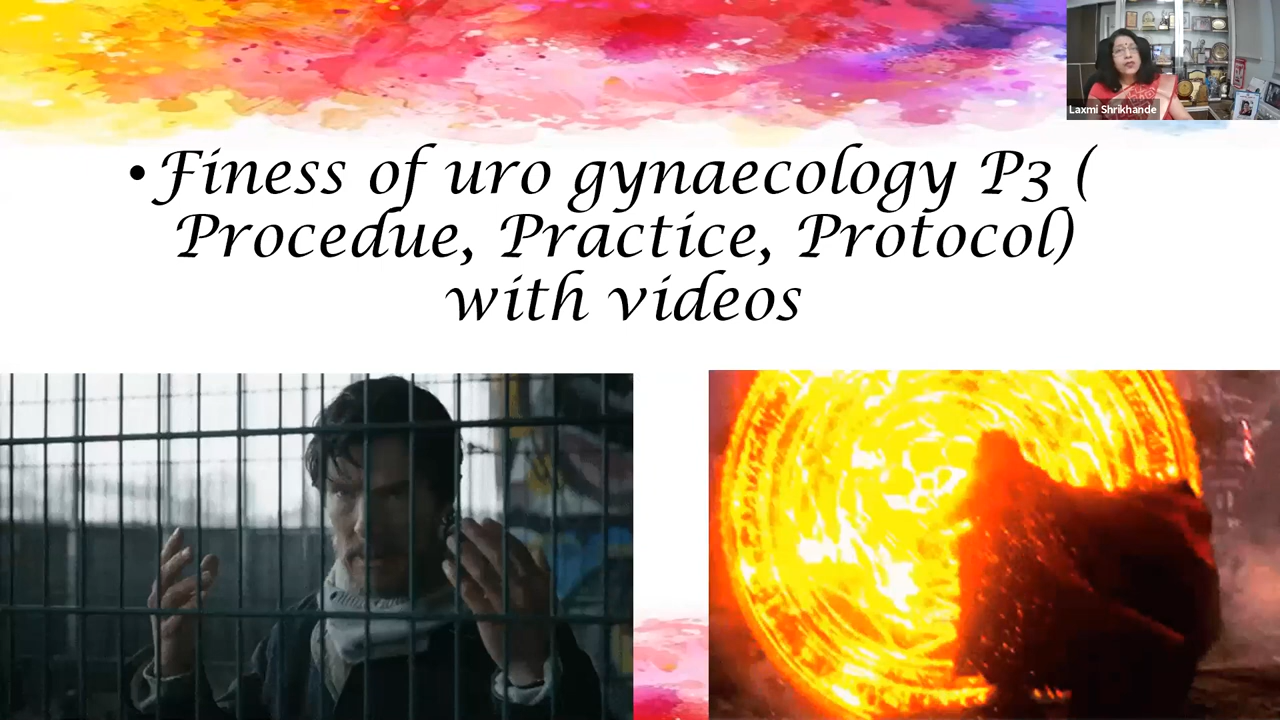 Laxmi Shrikhande
• Finess of uro gynaecology P3 (
Procedue, Practice, Protocol)
with videos